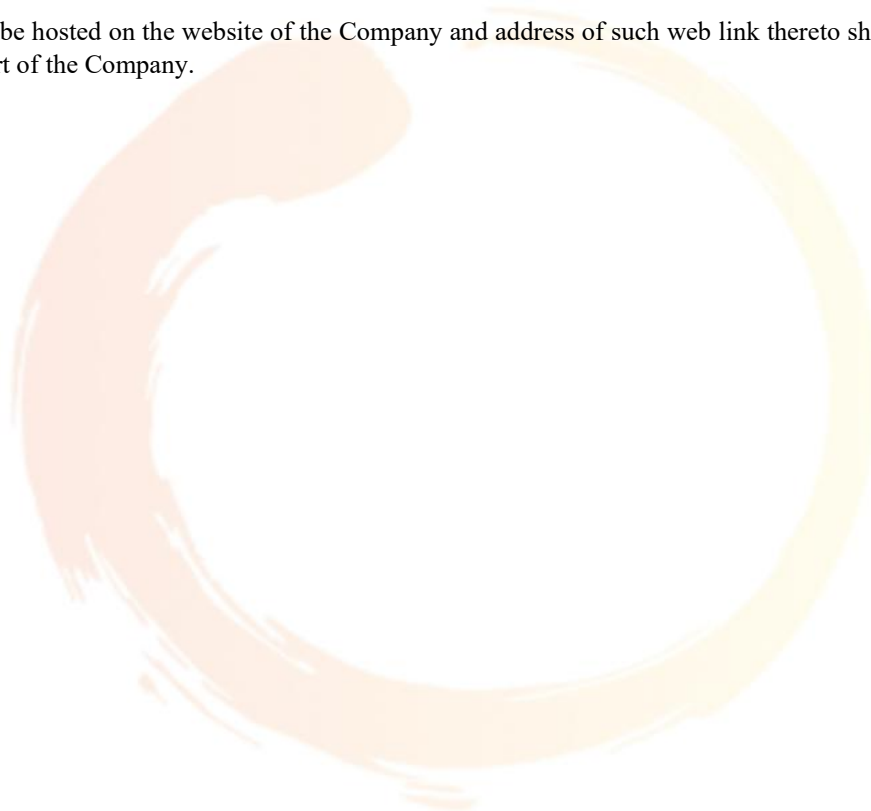 be hosted on the website of the Company and address of such web link thereto sh
t of the Company.